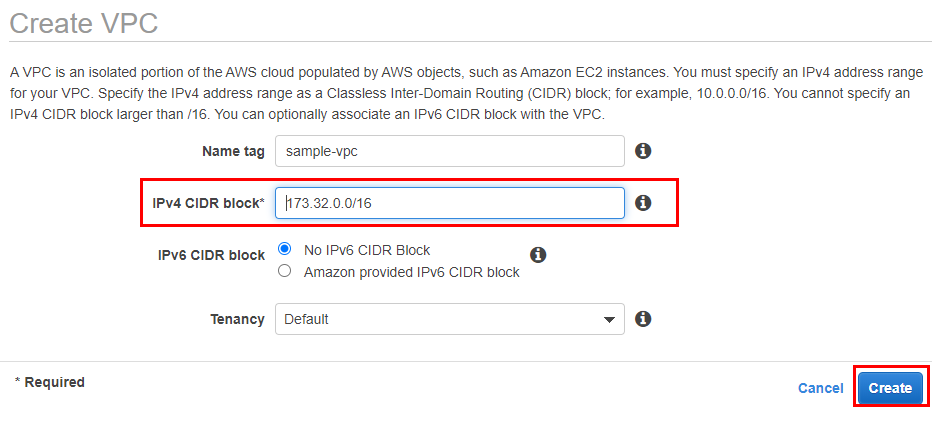 Create VPC
A VPC is an isolated portion of the AWS cloud populated by AWS objects, such as Amazon EC2 instances. You must specify an IPv4 address range
for your VPC. Specify the IPv4 address range as a Classless Inter-Domain Routing (CIDR) block; for example, 10.0.0.0/16. You cannot specify an
IPv4 CIDR block larger than /16. You can optionally associate an IPv6 CIDR block with the VPC.
Name tag sample-vpc
IPv4 CIDR block* 173.32.0.0/16
IPv6 CIDR block No IPv6 CIDR Block
Amazon provided IPv6 CIDR block
Tenancy Default
* Required
Cancel Create